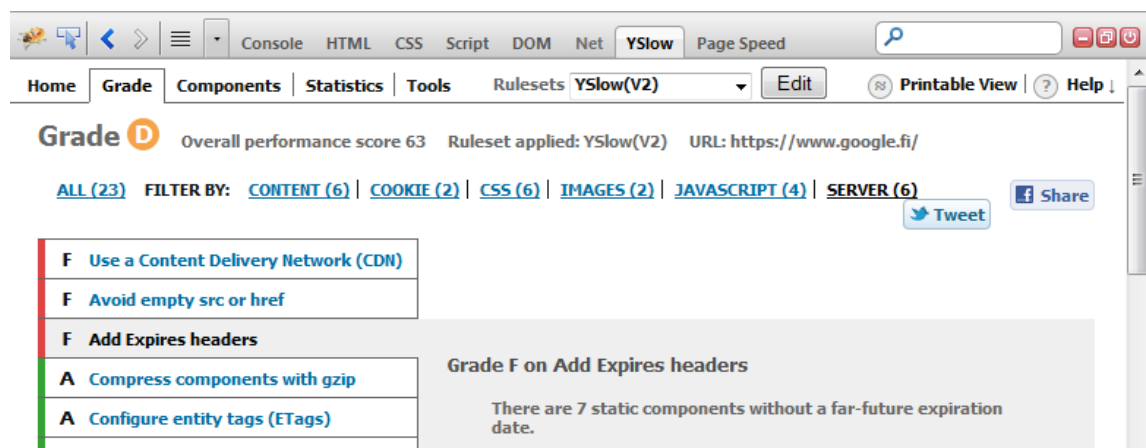 Console HTML CSS Script DOM Net YSlow Page Speed
Home Grade Components Statistics Tools Rulesets YSlow(V2) Edit Printable View ? Help ↓
Grade D Overall performance score 63 Ruleset applied: YSlow(V2) URL: https://www.google.fi/
ALL (23) FILTER BY: CONTENT (6) | COOKIE (2) | CSS (6) | IMAGES (2) | JAVASCRIPT (4) | SERVER (6)
f Share
Tweet
F Use a Content Delivery Network (CDN)
F Avoid empty src or href
F Add Expires headers
A Compress components with gzip
A Configure entity tags (ETags)
Grade F on Add Expires headers
There are 7 static components without a far-future expiration
date.